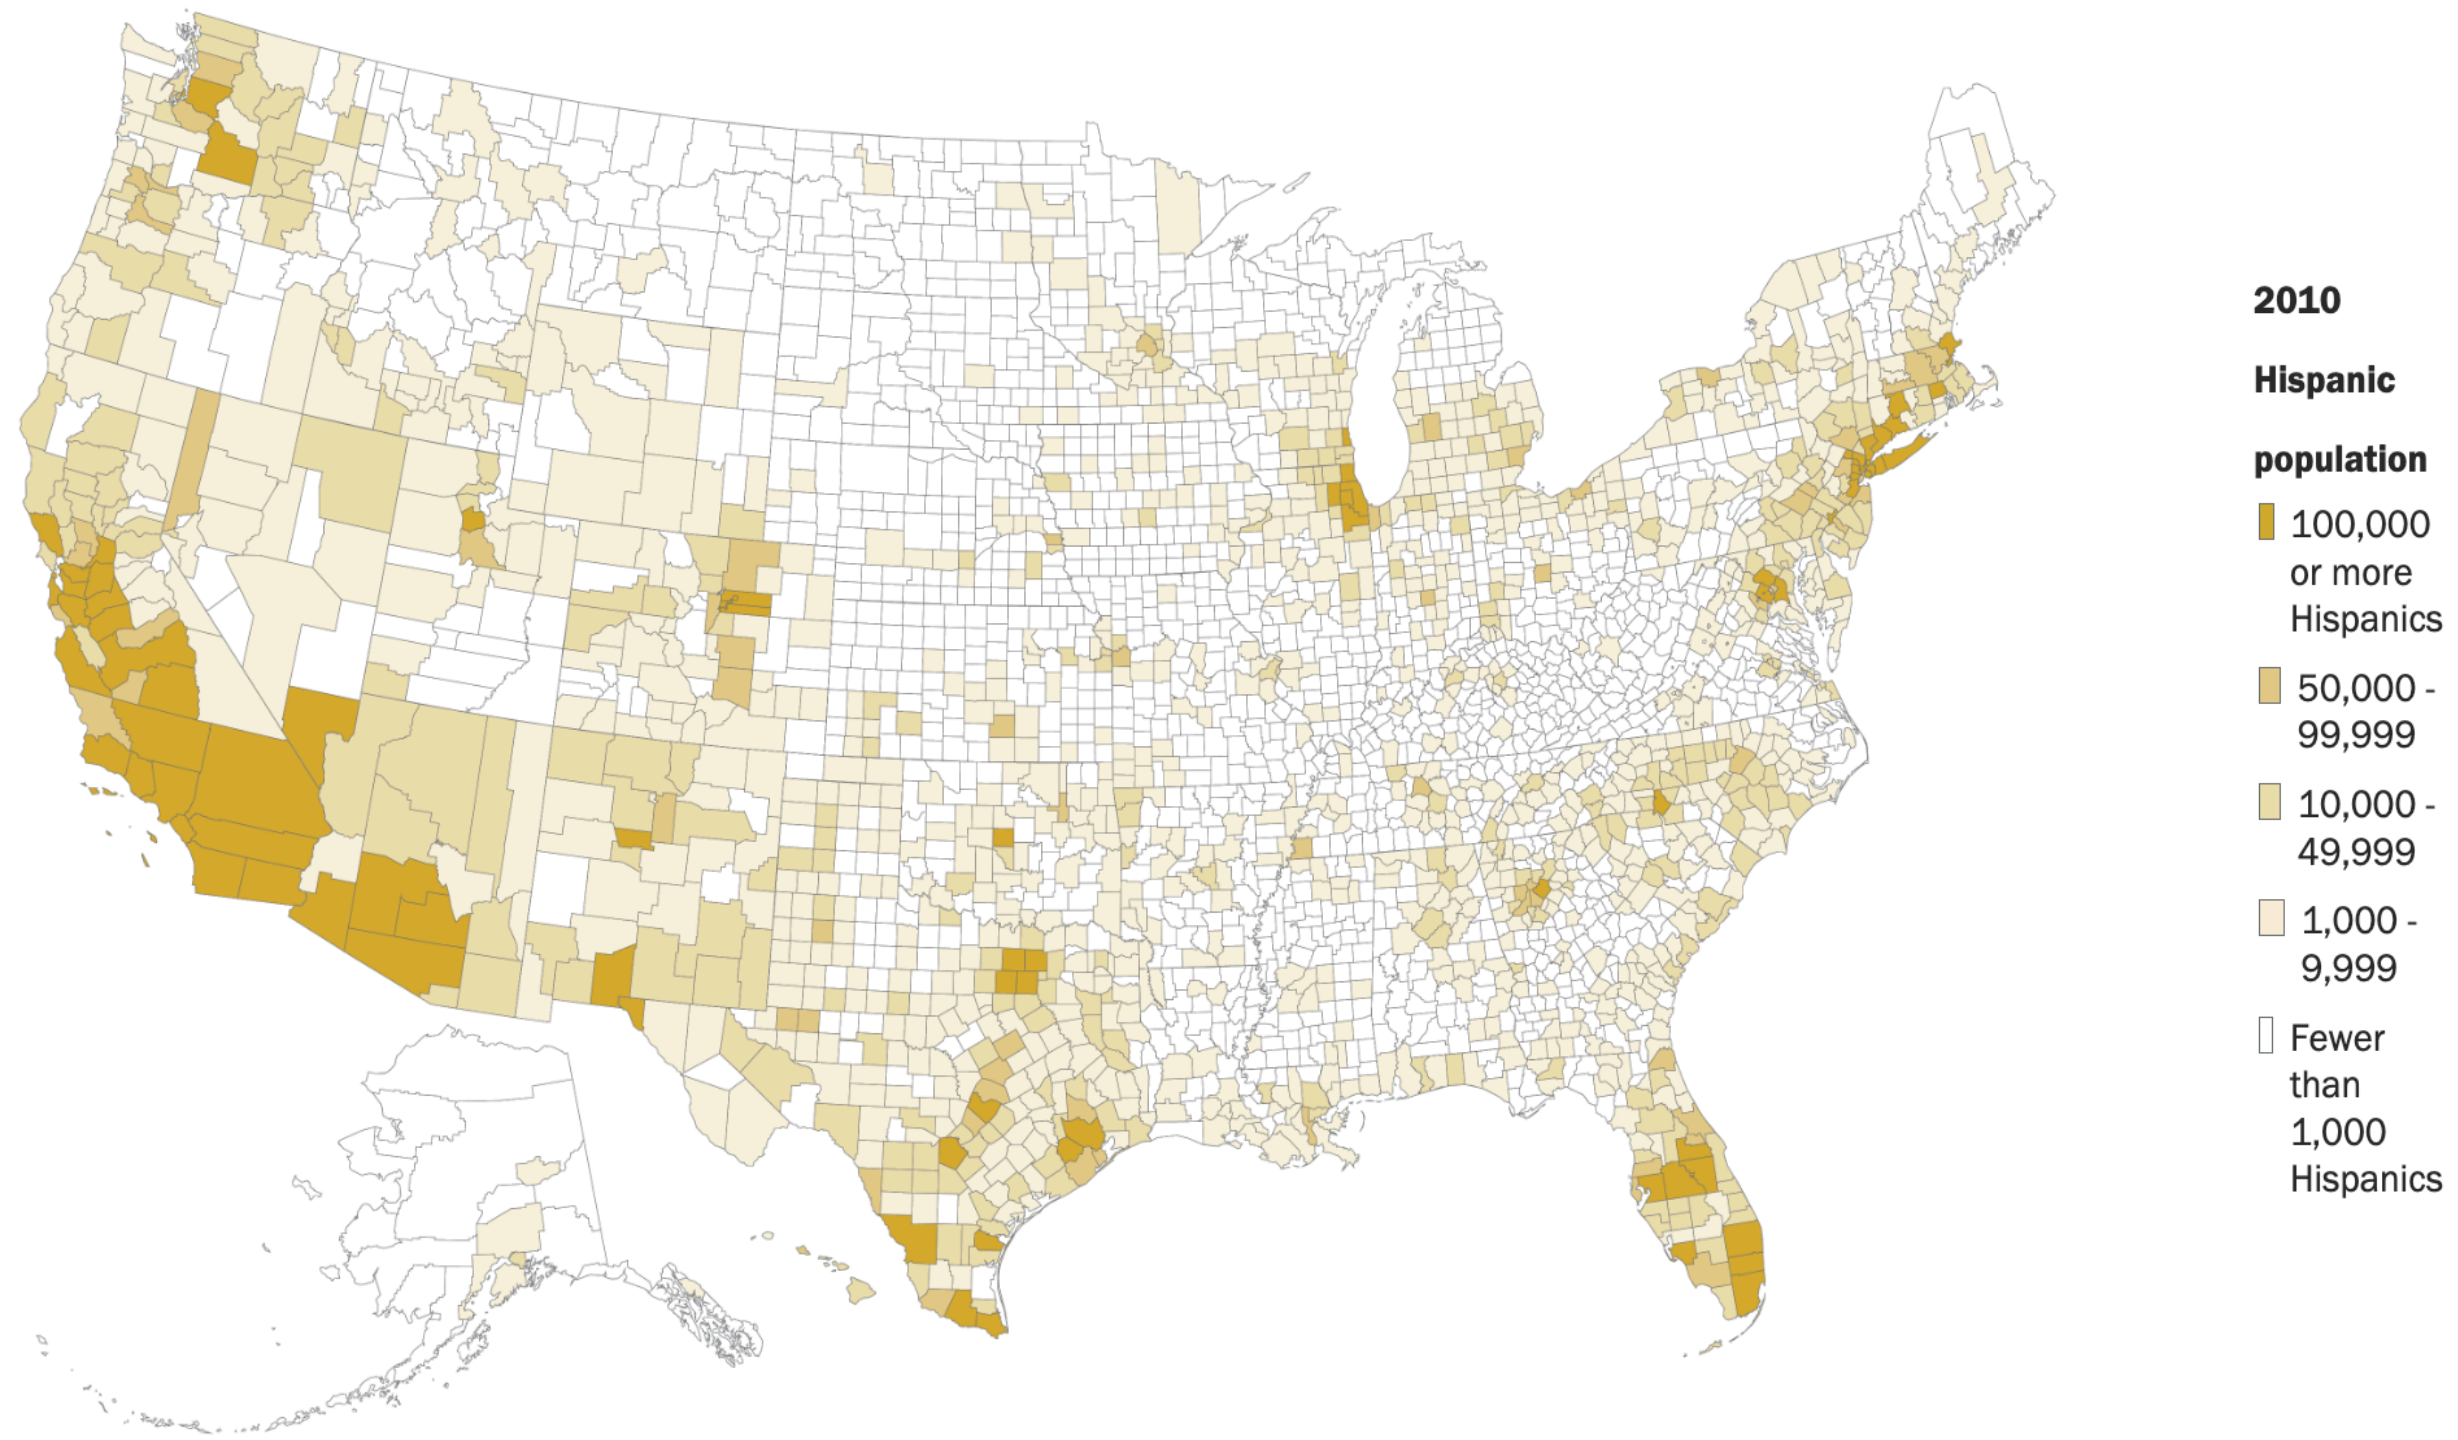 2010
Hispanic
population
100,000
or more
Hispanics
50,000 -
99,999
10,000 -
49,999
1,000 -
9,999
Fewer
than
1,000
Hispanics